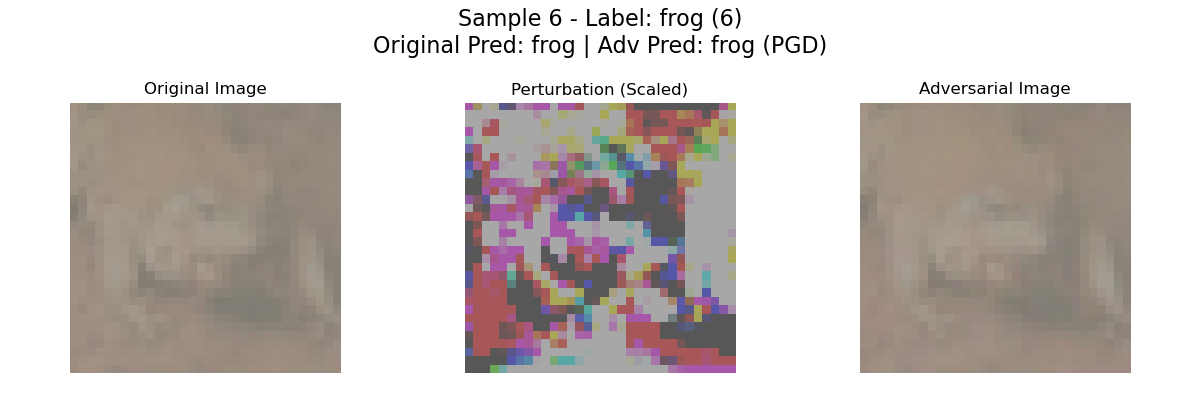 Sample 6 - Label: frog (6)
Original Pred: frog | Adv Pred: frog (PGD)
Original Image
Perturbation (Scaled)
Adversarial Image